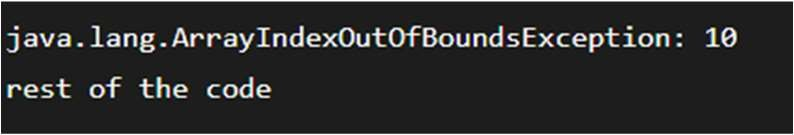 java.lang.ArrayIndexOutOfBoundsException: 10
rest of the code